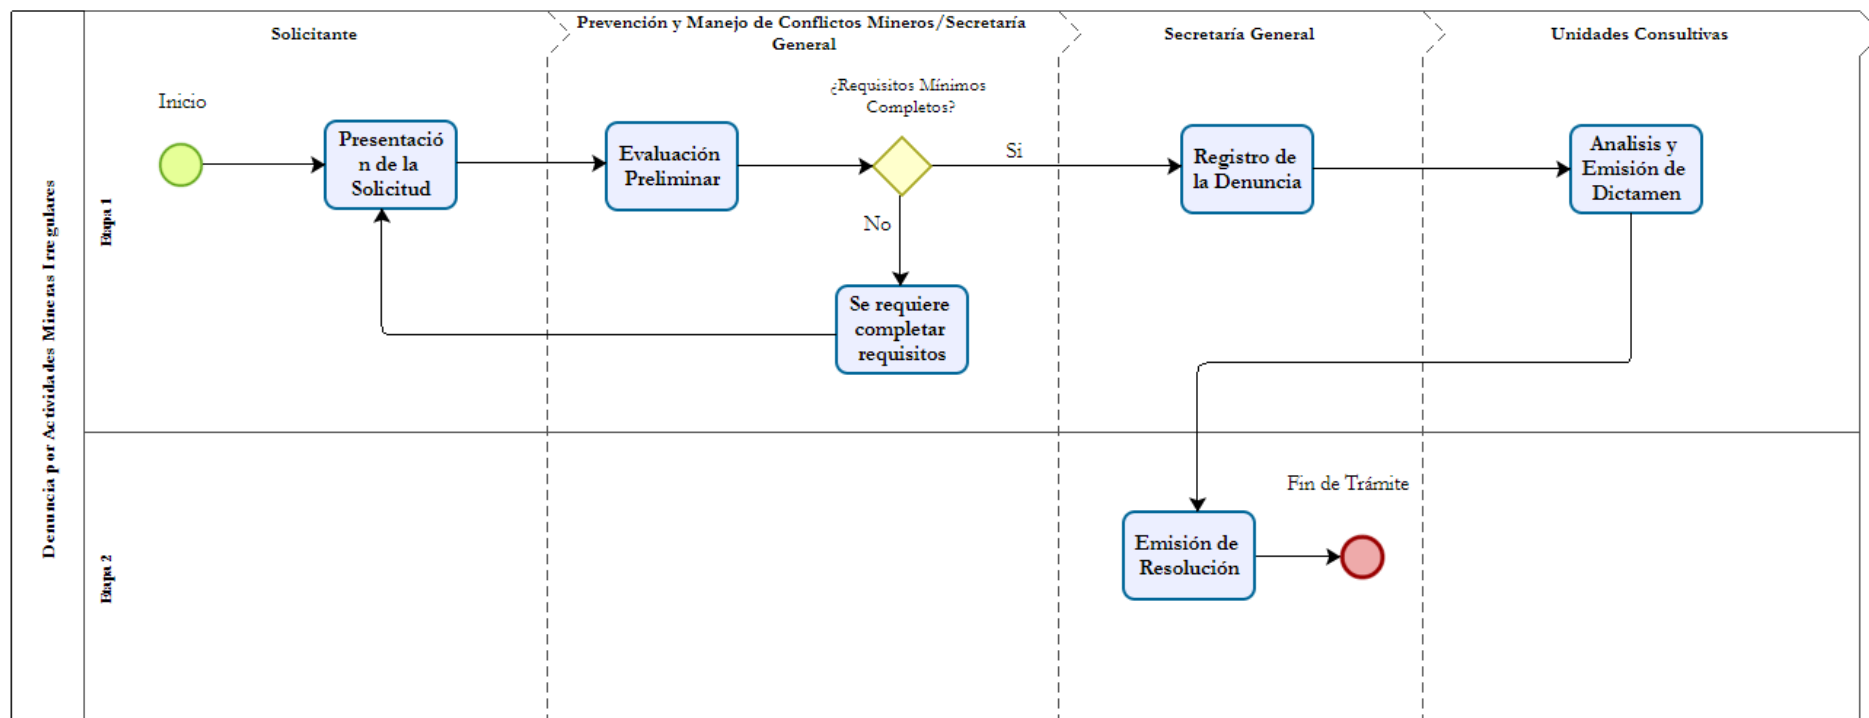 Denuncia por Actividades Mineras Irregulares
Solicitante
Prevención y Manejo de Conflictos Mineros/Secretaría
General
Secretaría General
Unidades Consultivas
Etapa 1
Inicio
Presentació
n de la
Solicitud
Evaluación
Preliminar
¿Requisitos Mínimos
Completos?
Si
No
Se requiere
completar
requisitos
Registro de
la Denuncia
Analisis y
Emisión de
Dictamen
Etapa 2
Emisión de
Resolución
Fin de Trámite